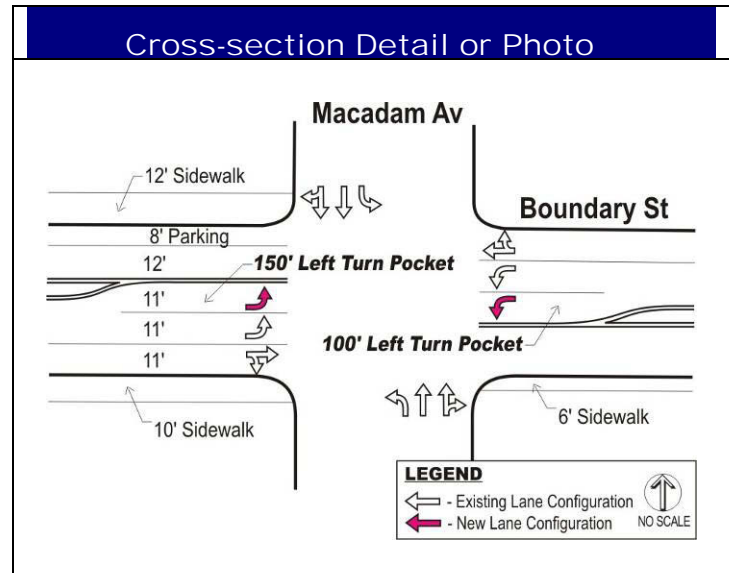 Cross-section Detail or Photo
Macadam Av
12' Sidewalk
Boundary St
8' Parking
12'
150' Left Turn Pocket
11'
11'
100' Left Turn Pocket
11'
10' Sidewalk
6' Sidewalk
LEGEND
- Existing Lane Configuration
- New Lane Configuration
NO SCALE